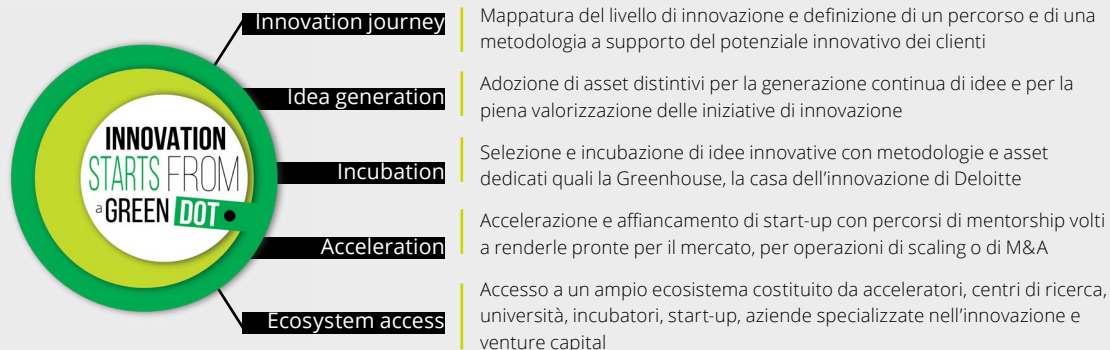 INNOVATION
STARTS FROM
a GREEN DOT
Innovation journey
Mappatura del livello di innovazione e definizione di un percorso e di una
metodologia a supporto del potenziale innovativo dei clienti
Idea generation
Adozione di asset distintivi per la generazione continua di idee e per la
piena valorizzazione delle iniziative di innovazione
Incubation
Selezione e incubazione di idee innovative con metodologie e asset
dedicati quali la Greenhouse, la casa dell’innovazione di Deloitte
Acceleration
Accelerazione e affiancamento di start-up con percorsi di mentorship volti
a renderle pronte per il mercato, per operazioni di scaling o di M&A
Ecosystem access
Accesso a un ampio ecosistema costituito da acceleratori, centri di ricerca,
università, incubatori, start-up, aziende specializzate nell’innovazione e
venture capital